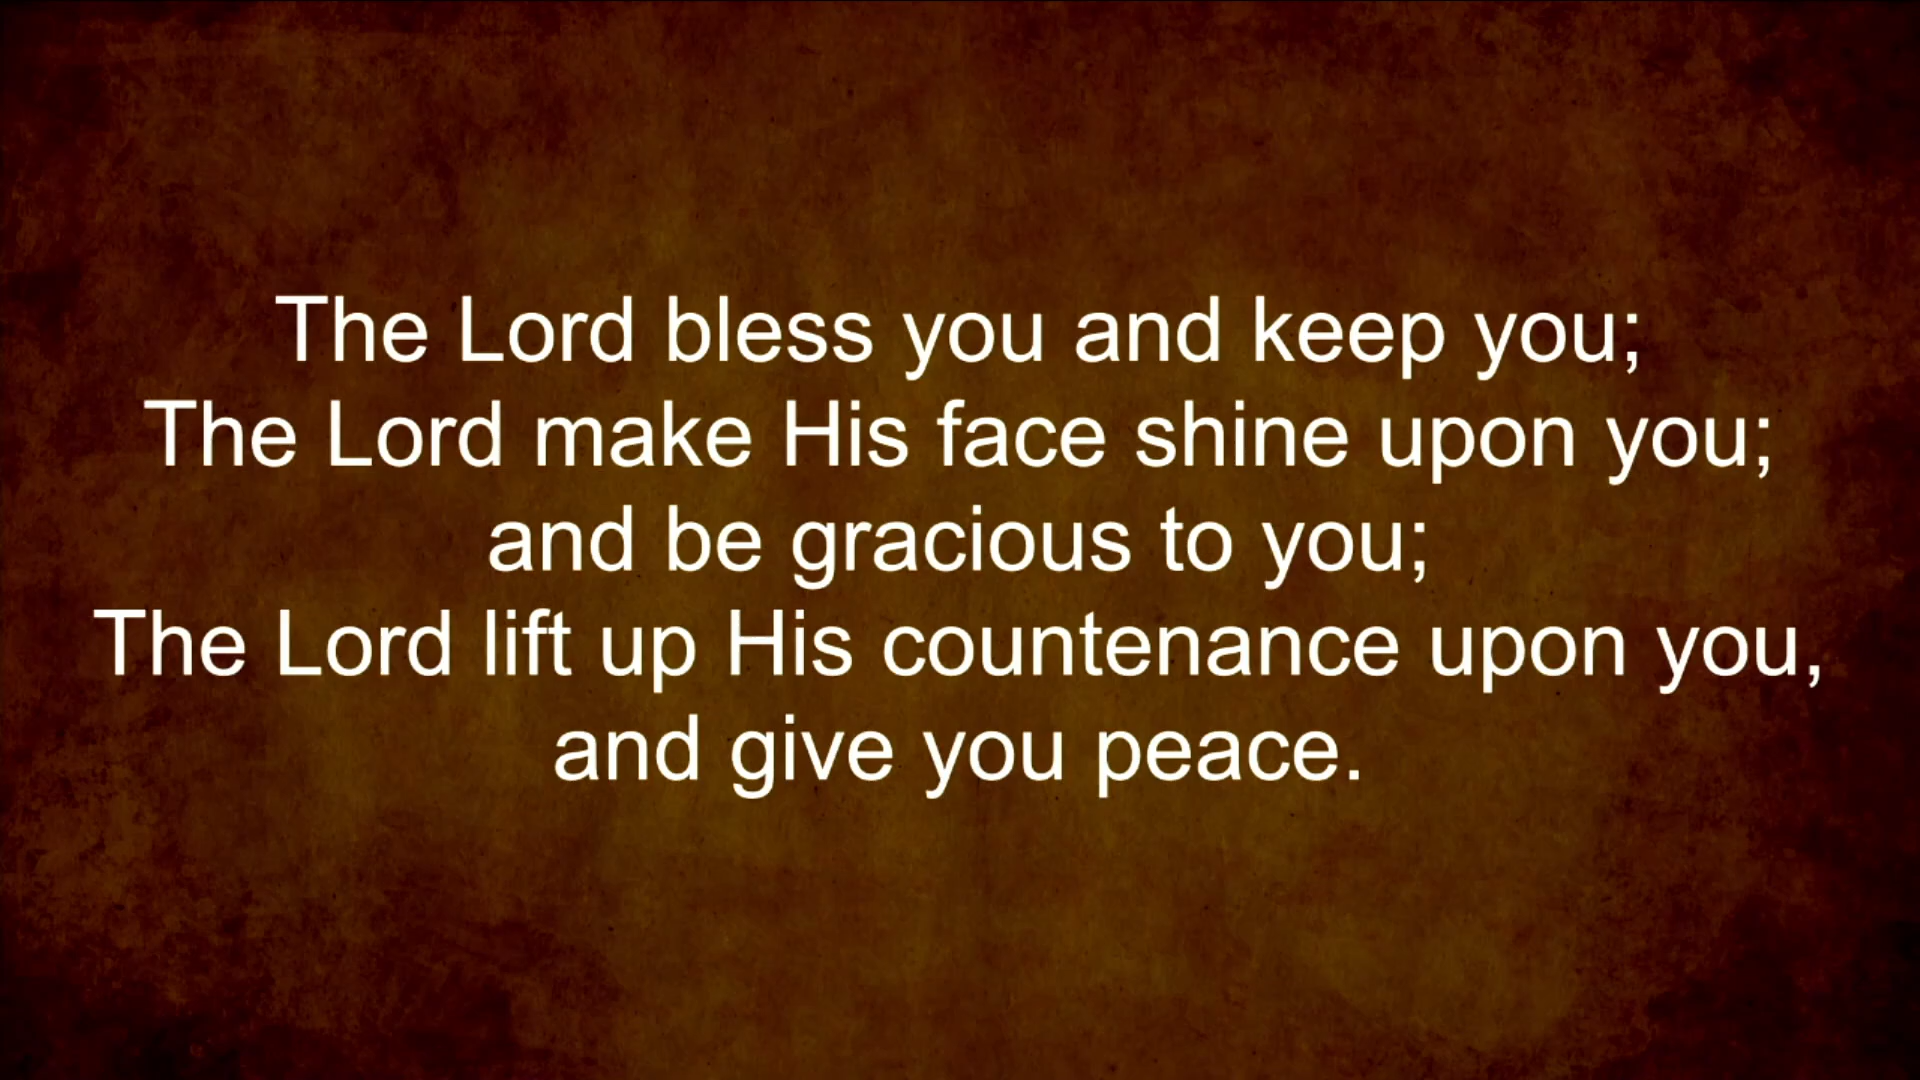 The Lord bless you and keep you;
The Lord make His face shine upon you;
and be gracious to you;
The Lord lift up His countenance upon you,
and give you peace.